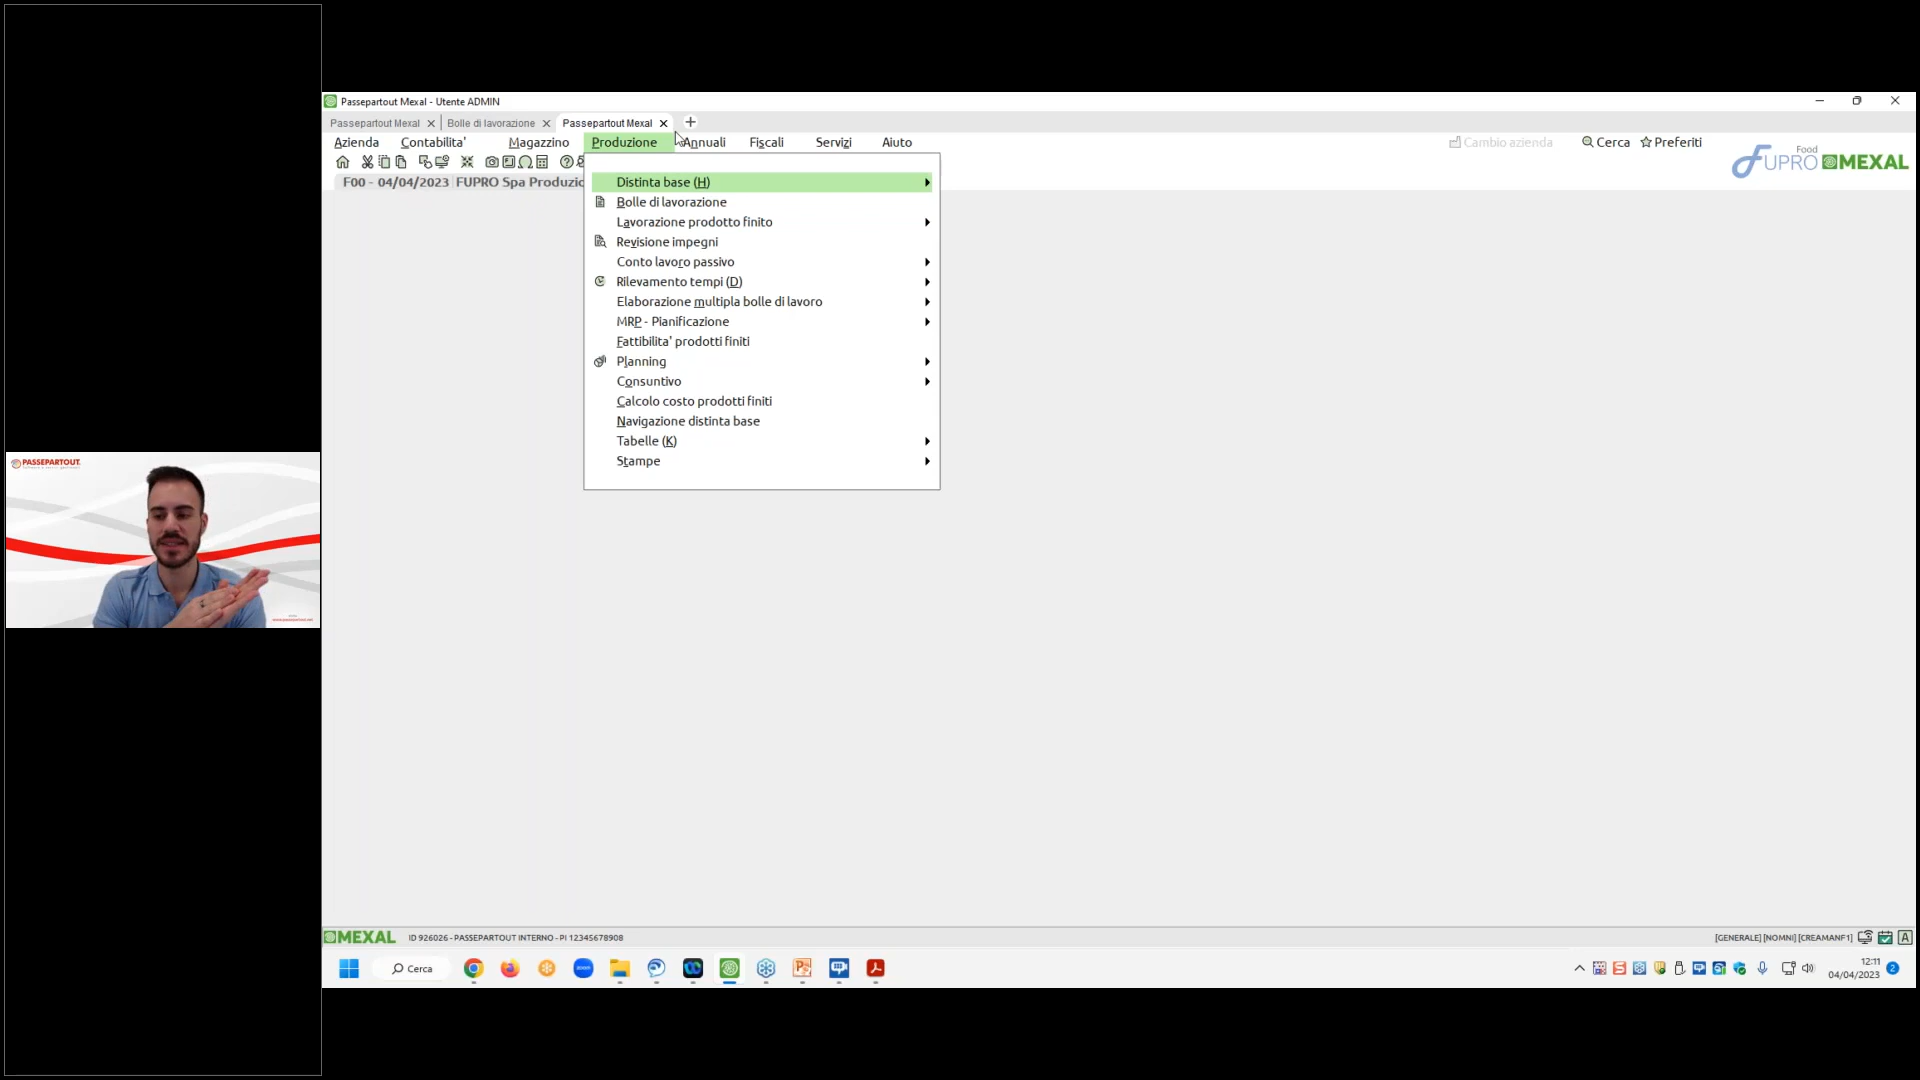 Passepartout Mexal - Utente ADMIN
Passepartout Mexal Bolle di lavorazione Passepartout Mexal
Azienda Contabilita' Magazzino Produzione Annuali Fiscali Servizi Aiuto Cambio azienda Cerca Preferiti
Food
FUPRO MEXAL
F00 - 04/04/2023 FUPRO Spa Produzio
Distinta base (H)
Bolle di lavorazione
Lavorazione prodotto finito
Revisione impegni
Conto lavoro passivo
Rilevamento tempi (D)
Elaborazione multipla bolle di lavoro
MRP - Pianificazione
Fattibilita' prodotti finiti
Planning
Consuntivo
Calcolo costo prodotti finiti
Navigazione distinta base
Tabelle (K)
Stampe
PASSEPARTOUT
MEXAL ID 926026 - PASSEPARTOUT INTERNO - PI 12345678908 [GENERALE] [NOMNI] [CREAMANF1] A
Cerca
12:11
04/04/2023
2